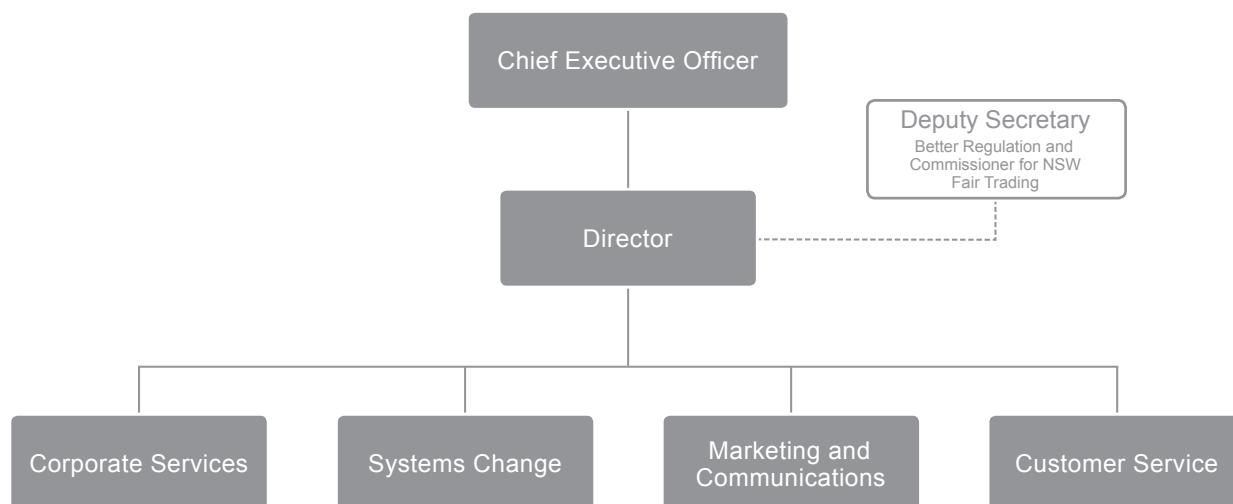 Chief Executive Officer
Deputy Secretary
Better Regulation and
Commissioner for NSW
Fair Trading
Director
Corporate Services
Systems Change
Marketing and
Communications
Customer Service